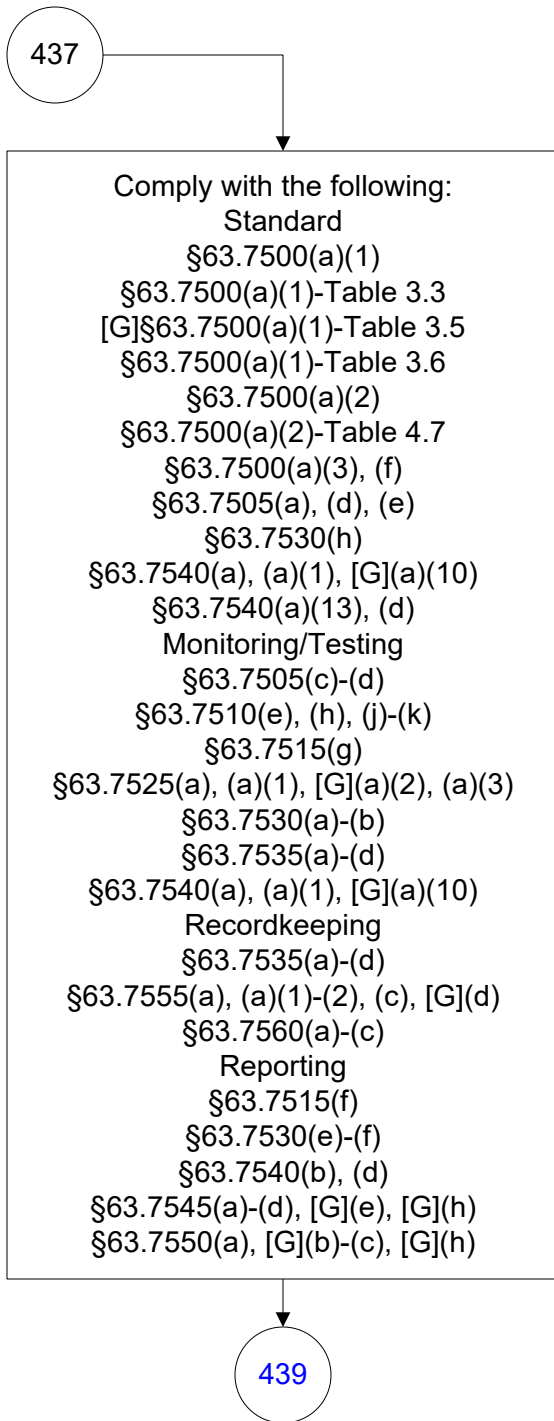 437
Comply with the following:
Standard
§63.7500(a)(1)
§63.7500(a)(1)-Table 3.3
[G]§63.7500(a)(1)-Table 3.5
§63.7500(a)(1)-Table 3.6
§63.7500(a)(2)
§63.7500(a)(2)-Table 4.7
§63.7500(a)(3), (f)
§63.7505(a), (d), (e)
§63.7530(h)
§63.7540(a), (a)(1), [G](a)(10)
§63.7540(a)(13), (d)
Monitoring/Testing
§63.7505(c)-(d)
§63.7510(e), (h), (j)-(k)
§63.7515(g)
§63.7525(a), (a)(1), [G](a)(2), (a)(3)
§63.7530(a)-(b)
§63.7535(a)-(d)
§63.7540(a), (a)(1), [G](a)(10)
Recordkeeping
§63.7535(a)-(d)
§63.7555(a), (a)(1)-(2), (c), [G](d)
§63.7560(a)-(c)
Reporting
§63.7515(f)
§63.7530(e)-(f)
§63.7540(b), (d)
§63.7545(a)-(d), [G](e), [G](h)
§63.7550(a), [G](b)-(c), [G](h)
439